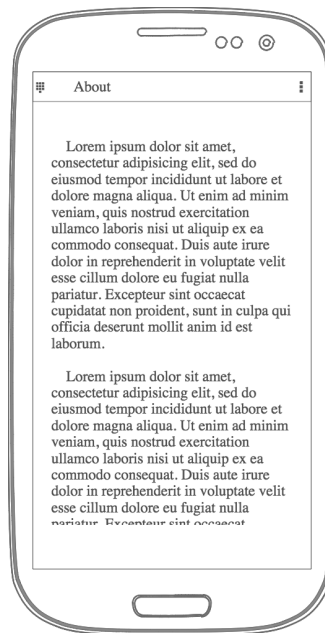 About
Lorem ipsum dolor sit amet,
consectetur adipisicing elit, sed do
eiusmod tempor incididunt ut labore et
dolore magna aliqua. Ut enim ad minim
veniam, quis nostrud exercitation
ullamco laboris nisi ut aliquip ex ea
commodo consequat. Duis aute irure
dolor in reprehenderit in voluptate velit
esse cillum dolore eu fugiat nulla
pariatur. Excepteur sint occaecat
cupidatat non proident, sunt in culpa qui
officia deserunt mollit anim id est
laborum.
Lorem ipsum dolor sit amet,
consectetur adipisicing elit, sed do
eiusmod tempor incididunt ut labore et
dolore magna aliqua. Ut enim ad minim
veniam, quis nostrud exercitation
ullamco laboris nisi ut aliquip ex ea
commodo consequat. Duis aute irure
dolor in reprehenderit in voluptate velit
esse cillum dolore eu fugiat nulla
pariatur. Excepteur sint occaecat